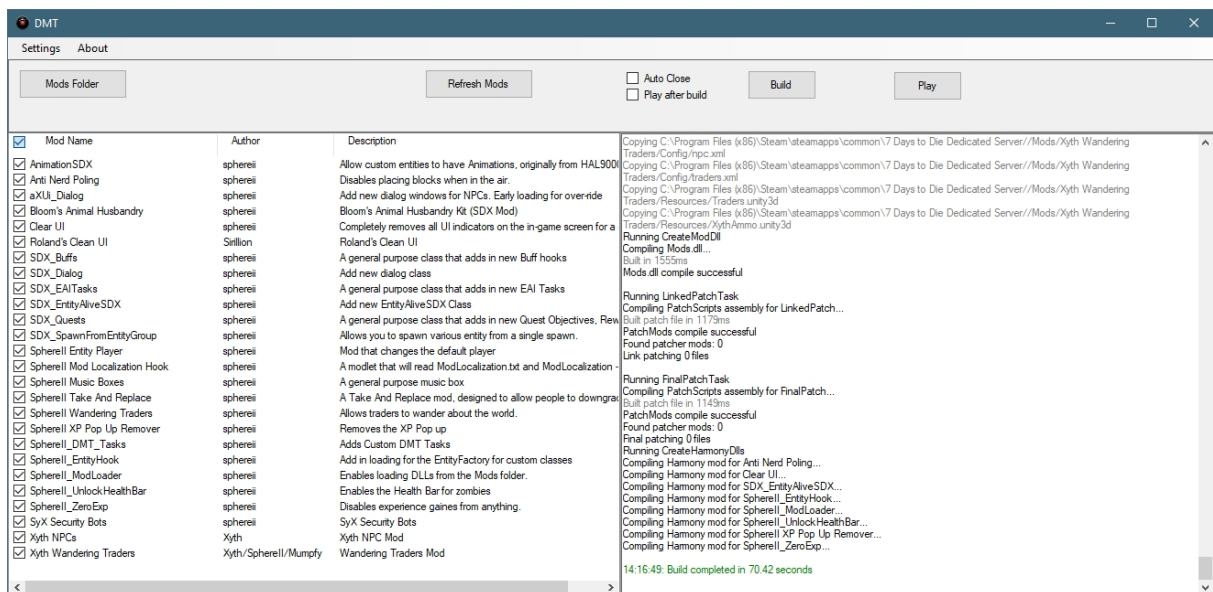 DMT
Settings About
Mods Folder
Refresh Mods
Auto Close
Play after build
Build
Play
Mod Name Author Description
AnimationSDX sphereii Allow custom entities to have Animations, originally from HAL900
Anti Nerd Poling sphereii Disables placing blocks when in the air.
aXUi_Dialog sphereii Add new dialog windows for NPCs. Early loading for over-ride
Bloom's Animal Husbandry sphereii Bloom's Animal Husbandry Kit (SDX Mod)
Clear UI sphereii Completely removes all UI indicators on the in-game screen for a
Roland's Clean UI Sirillion Roland's Clean UI
SDX_Buffs sphereii A general purpose class that adds in new Buff hooks
SDX_Dialog sphereii Add new dialog class
SDX_EAITasks sphereii A general purpose class that adds in new EAI Tasks
SDX_EntityAliveSDX sphereii Add new EntityAliveSDX Class
SDX_Quests sphereii A general purpose class that adds in new Quest Objectives, Rew
SDX_SpawnFromEntityGroup sphereii Allows you to spawn various entity from a single spawn.
SphereII Entity Player sphereii Mod that changes the default player
SphereII Mod Localization Hook sphereii A modlet that will read ModLocalization.txt and ModLocalization -
SphereII Music Boxes sphereii A general purpose music box
SphereII Take And Replace sphereii A Take And Replace mod, designed to allow people to downgrad
SphereII Wandering Traders sphereii Allows traders to wander about the world.
SphereII XP Pop Up Remover sphereii Removes the XP Pop up
SphereII_DMT_Tasks sphereii Adds Custom DMT Tasks
SphereII_EntityHook sphereii Add in loading for the EntityFactory for custom classes
SphereII_ModLoader sphereii Enables loading DLLs from the Mods folder.
SphereII_UnlockHealthBar sphereii Enables the Health Bar for zombies
SphereII_ZeroExp sphereii Disables experience gaines from anything.
SyX Security Bots sphereii SyX Security Bots
Xyth NPCs Xyth Xyth NPC Mod
Xyth Wandering Traders Xyth/SphereII/Mumpfy Wandering Traders Mod
Copying C:\Program Files (x86)\Steam\steamapps\common\7 Days to Die Dedicated Server//Mods/Xyth Wandering
Traders/Config/npc.xml
Copying C:\Program Files (x86)\Steam\steamapps\common\7 Days to Die Dedicated Server//Mods/Xyth Wandering
Traders/Config/traders.xml
Copying C:\Program Files (x86)\Steam\steamapps\common\7 Days to Die Dedicated Server//Mods/Xyth Wandering
Traders/Resources/Traders.unity3d
Copying C:\Program Files (x86)\Steam\steamapps\common\7 Days to Die Dedicated Server//Mods/Xyth Wandering
Traders/Resources/XythAmmo.unity3d
Running CreateModDll
Compiling Mods.dll...
Built in 1555ms
Mods.dll compile successful
Running LinkedPatchTask
Compiling PatchScripts assembly for LinkedPatch...
Built patch file in 1179ms
PatchMods compile successful
Found patcher mods: 0
Link patching 0 files
Running FinalPatchTask
Compiling PatchScripts assembly for FinalPatch...
Built patch file in 1149ms
PatchMods compile successful
Found patcher mods: 0
Final patching 0 files
Running CreateHarmonyDlls
Compiling Harmony mod for Anti Nerd Poling...
Compiling Harmony mod for Clear UI...
Compiling Harmony mod for SDX_EntityAliveSDX...
Compiling Harmony mod for SphereII_EntityHook...
Compiling Harmony mod for SphereII_ModLoader...
Compiling Harmony mod for SphereII_UnlockHealthBar...
Compiling Harmony mod for SphereII XP Pop Up Remover...
Compiling Harmony mod for SphereII_ZeroExp...
14:16:49: Build completed in 70.42 seconds